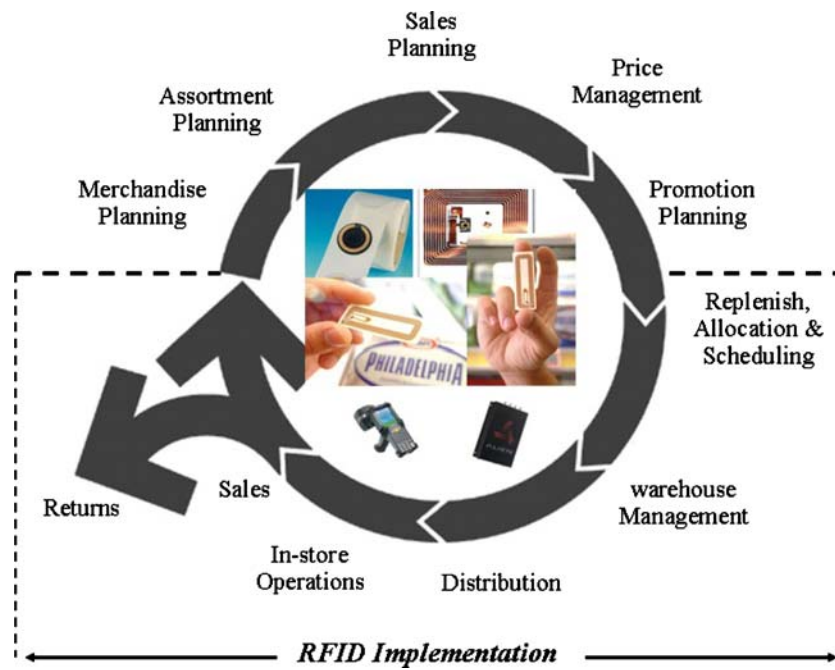 Sales
Planning
Price
Management
Assortment
Planning
Merchandise
Planning
Promotion
Planning
Replenish,
Allocation &
Scheduling
PHILADELPHIA
ALIEN
Returns
Sales
warehouse
Management
In-store
Operations
Distribution
RFID Implementation